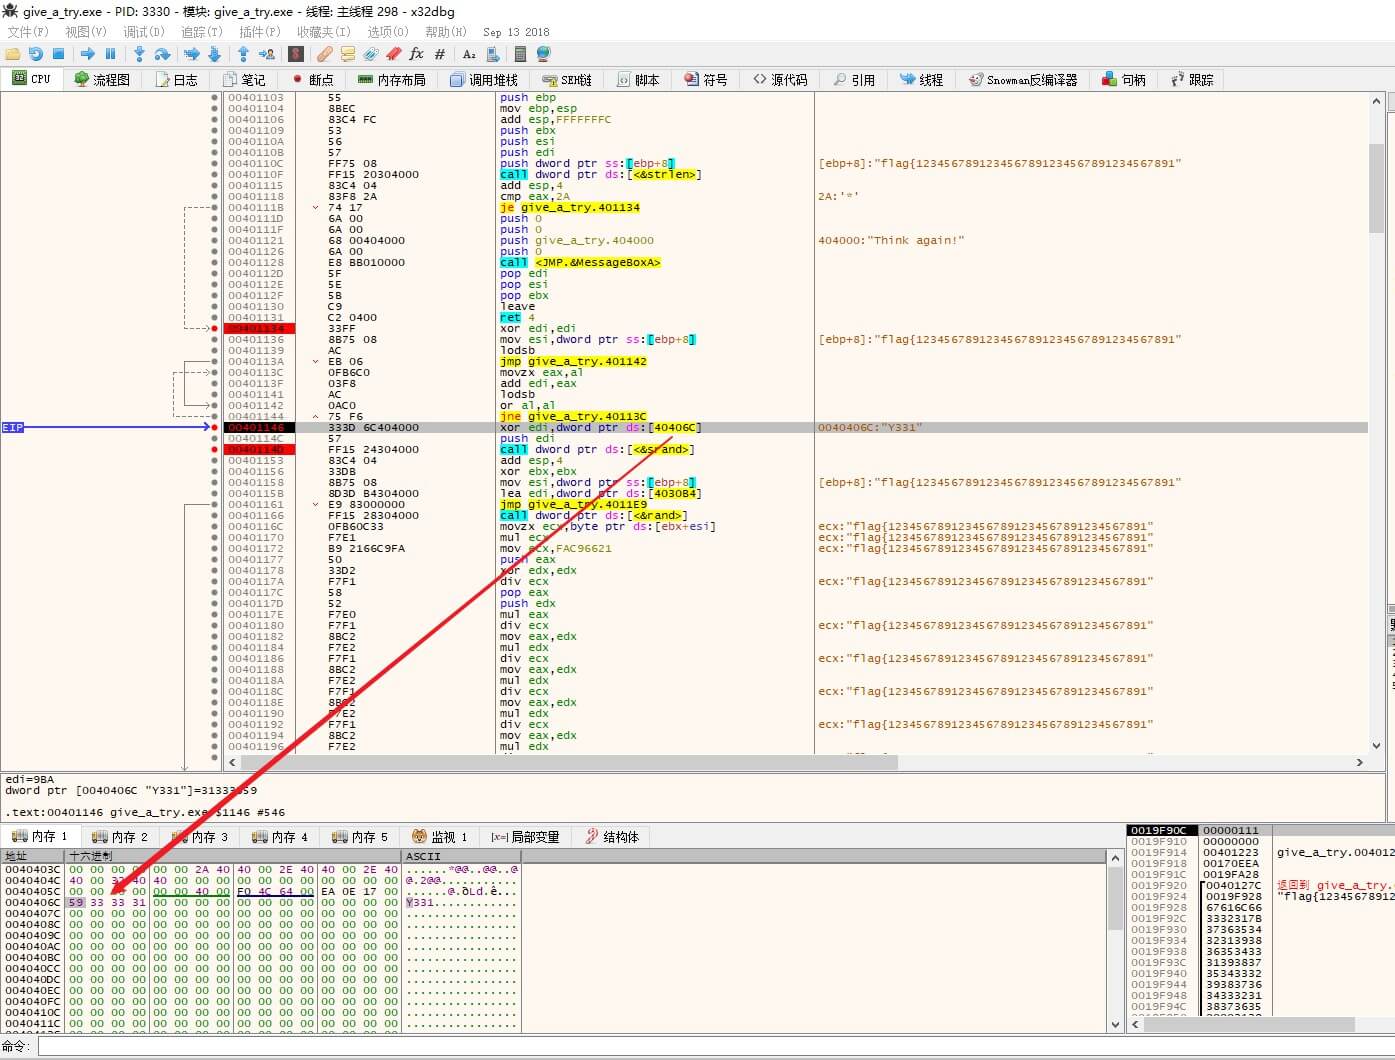 give_a_try.exe - PID: 3330 - 模块: give_a_try.exe - 线程: 主线程 298 - x32dbg
文件(F) 视图(V) 调试(D) 追踪(T) 插件(P) 收藏夹(I) 选项(O) 帮助(H) Sep 13 2018
CPU 流程图 日志 笔记 断点 内存布局 调用堆栈 SEH链 脚本 符号 源代码 引用 线程 Snowman反编译器 句柄 跟踪
00401103 55 push ebp
00401104 8BEC mov ebp,esp
00401106 83C4 FC add esp,FFFFFFFC
00401109 53 push ebx
0040110A 56 push esi
0040110B 57 push edi
0040110C FF75 08 push dword ptr ss:[ebp+8] [ebp+8]:"flag{1234567891234567891234567891234567891"
0040110F FF15 20304000 call dword ptr ds:[<&strlen>]
00401115 83C4 04 add esp,4
00401118 83F8 2A cmp eax,2A 2A:'*'
0040111B 74 17 je give_a_try.401134
0040111D 6A 00 push 0
0040111F 6A 00 push 0
00401121 68 00404000 push give_a_try.404000 404000:"Think again!"
00401126 6A 00 push 0
00401128 E8 BB010000 call <JMP.&MessageBoxA>
0040112D 5F pop edi
0040112E 5E pop esi
0040112F 5B pop ebx
00401130 C9 leave
00401131 C2 0400 ret 4
00401134 33FF xor edi,edi
00401136 8B75 08 mov esi,dword ptr ss:[ebp+8] [ebp+8]:"flag{1234567891234567891234567891234567891"
00401139 AC lodsb
0040113A EB 06 jmp give_a_try.401142
0040113C 0FB6C0 movzx eax,al
0040113F 03F8 add edi,eax
00401141 AC lodsb
00401142 0AC0 or al,al
00401144 75 F6 jne give_a_try.40113C
EIP 00401146 333D 6C404000 xor edi,dword ptr ds:[40406C] 0040406C:"Y331"
0040114C 57 push edi
0040114D FF15 24304000 call dword ptr ds:[<&srand>]
00401153 83C4 04 add esp,4
00401156 33DB xor ebx,ebx
00401158 8B75 08 mov esi,dword ptr ss:[ebp+8] [ebp+8]:"flag{1234567891234567891234567891234567891"
0040115B 8D3D B4304000 lea edi,dword ptr ds:[4030B4]
00401161 E9 83000000 jmp give_a_try.4011E9
00401166 FF15 28304000 call dword ptr ds:[<&rand>]
0040116C 0FB60C33 movzx ecx,byte ptr ds:[ebx+esi] ecx:"flag{1234567891234567891234567891234567891"
00401170 F7E1 mul ecx ecx:"flag{1234567891234567891234567891234567891"
00401172 B9 2166C9FA mov ecx,FAC96621 ecx:"flag{1234567891234567891234567891234567891"
00401177 50 push eax
00401178 33D2 xor edx,edx
0040117A F7F1 div ecx ecx:"flag{1234567891234567891234567891234567891"
0040117C 58 pop eax
0040117D 52 push edx
0040117E F7E0 mul eax
00401180 F7F1 div ecx ecx:"flag{1234567891234567891234567891234567891"
00401182 8BC2 mov eax,edx
00401184 F7E2 mul edx
00401186 F7F1 div ecx ecx:"flag{1234567891234567891234567891234567891"
00401188 8BC2 mov eax,edx
0040118A F7E2 mul edx
0040118C F7F1 div ecx ecx:"flag{1234567891234567891234567891234567891"
0040118E 8BC2 mov eax,edx
00401190 F7E2 mul edx
00401192 F7F1 div ecx ecx:"flag{1234567891234567891234567891234567891"
00401194 8BC2 mov eax,edx
00401196 F7E2 mul edx
edi=9BA
dword ptr [0040406C "Y331"]=31333359
.text:00401146 give_a_try.exe:$1146 #546
内存 1 内存 2 内存 3 内存 4 内存 5 监视 1 局部变量 结构体
地址 十六进制 ASCII
0040403C 00 00 00 00 00 00 2A 40 40 00 2E 40 40 00 2E 40 ......*@@..@@..@
0040404C 40 00 32 40 40 00 00 00 00 00 00 00 00 00 00 00 @.2@@...........
0040405C 00 00 00 00 00 40 00 F0 4C 64 00 EA 0E 17 00
0040406C 59 33 33 31 00 00 00 00 00 00 00 00 00 00 00 00 Y331............
0040407C 00 00 00 00 00 00 00 00 00 00 00 00 00 00 00 00 ................
0040408C 00 00 00 00 00 00 00 00 00 00 00 00 00 00 00 00 ................
0040409C 00 00 00 00 00 00 00 00 00 00 00 00 00 00 00 00 ................
004040AC 00 00 00 00 00 00 00 00 00 00 00 00 00 00 00 00 ................
004040BC 00 00 00 00 00 00 00 00 00 00 00 00 00 00 00 00 ................
004040CC 00 00 00 00 00 00 00 00 00 00 00 00 00 00 00 00 ................
004040DC 00 00 00 00 00 00 00 00 00 00 00 00 00 00 00 00 ................
004040EC 00 00 00 00 00 00 00 00 00 00 00 00 00 00 00 00 ................
004040FC 00 00 00 00 00 00 00 00 00 00 00 00 00 00 00 00 ................
0040410C 00 00 00 00 00 00 00 00 00 00 00 00 00 00 00 00 ................
0040411C 00 00 00 00 00 00 00 00 00 00 00 00 00 00 00 00 ................
0019F90C 00000111
0019F910 00000000
0019F914 00401223 give_a_try.004012
0019F918 00170EEA
0019F91C 0019FA28
0019F920 0040127C 返回到 give_a_try.
0019F924 0019F928 "flag{12345678912
0019F928 67616C66
0019F92C 3332317B
0019F930 37363534
0019F934 32313938
0019F938 36353433
0019F93C 31393837
0019F940 35343332
0019F944 39383736
0019F948 34333231
0019F94C 38373635
命令: